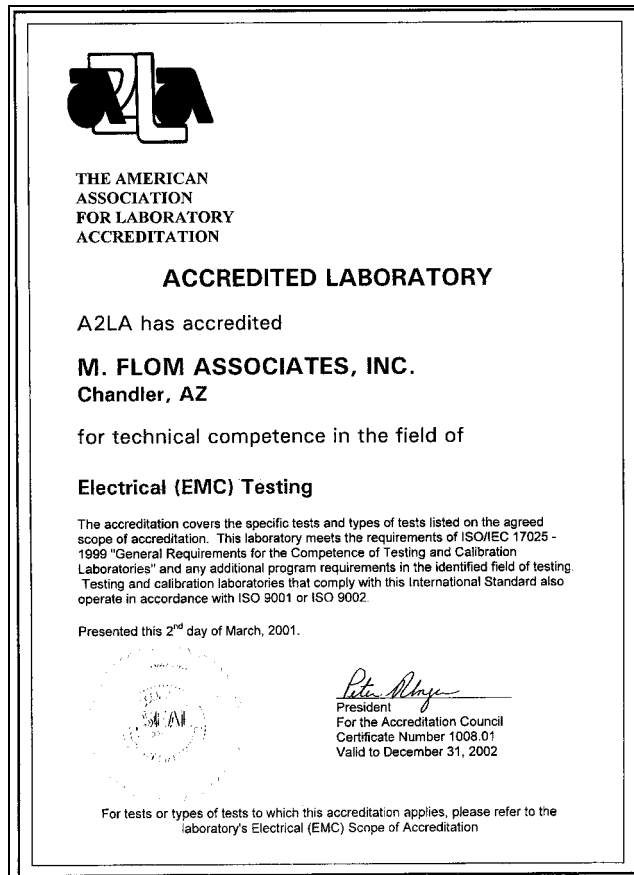 A2LA
THE AMERICAN
ASSOCIATION
FOR LABORATORY
ACCREDITATION
ACCREDITED LABORATORY
A2LA has accredited
M. FLOM ASSOCIATES, INC.
Chandler, AZ
for technical competence in the field of
Electrical (EMC) Testing
The accreditation covers the specific tests and types of tests listed on the agreed
scope of accreditation. This laboratory meets the requirements of ISO/IEC 17025 -
1999 "General Requirements for the Competence of Testing and Calibration
Laboratories" and any additional program requirements in the identified field of testing.
Testing and calibration laboratories that comply with this International Standard also
operate in accordance with ISO 9001 or ISO 9002.
Presented this 2nd day of March, 2001.
SEAL
President
For the Accreditation Council
Certificate Number 1008.01
Valid to December 31, 2002
For tests or types of tests to which this accreditation applies, please refer to the
laboratory's Electrical (EMC) Scope of Accreditation